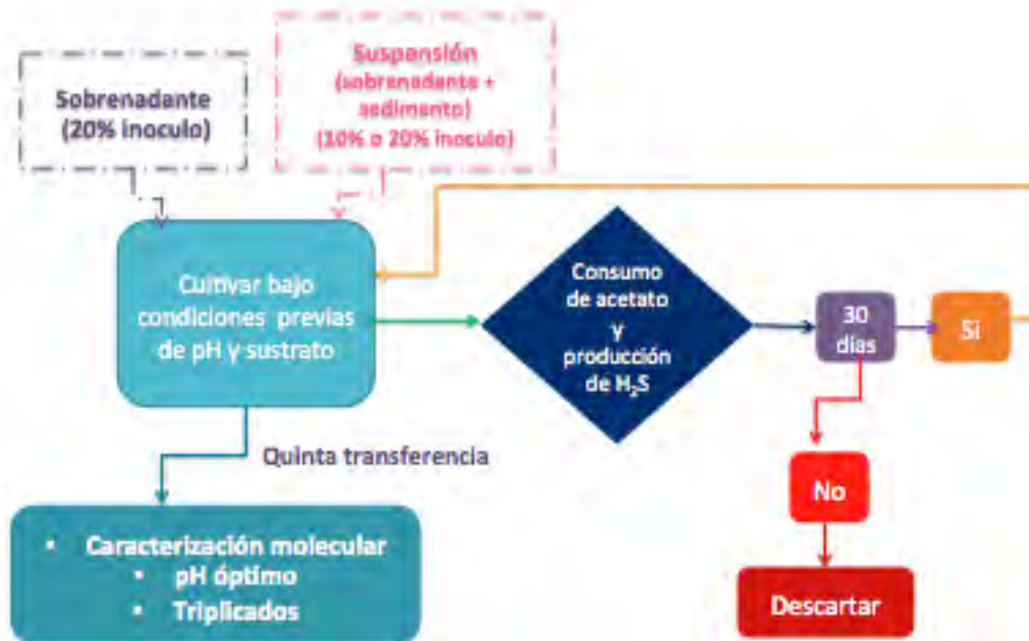 Sobrenadante
(20% inoculo)
Suspensión
(sobrenadante +
sedimento)
(10% o 20% inoculo)
Cultivar bajo
condiciones previas
de pH y sustrato
Consumo
de acetato
y
producción
de H₂S
30
días
Si
No
Descartar
Quinta transferencia
▪ Caracterización molecular
▪ pH óptimo
▪ Triplicados